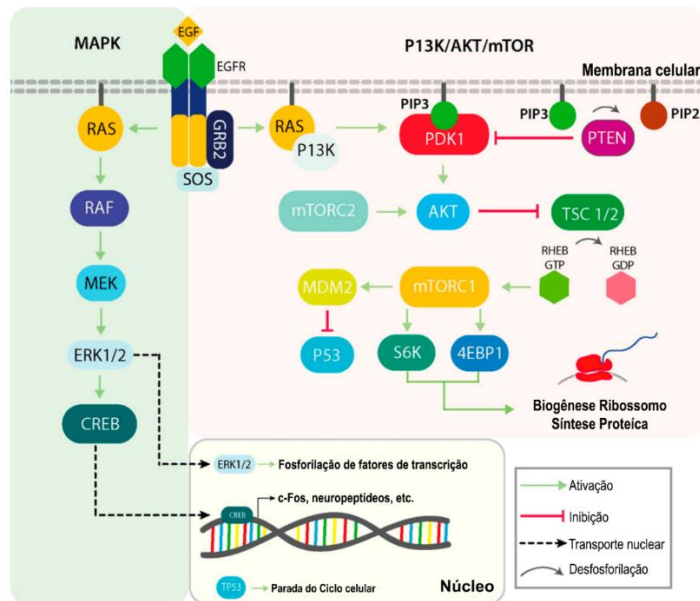 MAPK
EGF
P13K/AKT/mTOR
EGFR
Membrana celular
RAS
GRB2
SOS
RAS
P13K
PIP3
PDK1
PIP3
PTEN
PIP2
RAF
mTORC2
AKT
TSC 1/2
MEK
RHEB
GTP
RHEB
GDP
MDM2
mTORC1
ERK1/2
P53
S6K
4EBP1
Biogênese Ribossomo
Síntese Proteíca
CREB
ERK1/2
Fosforilação de fatores de transcrição
c-Fos, neuropeptídeos, etc.
CREB
TP53
Parada do Ciclo celular
Núcleo
Ativação
Inibição
Transporte nuclear
Desfosforilação